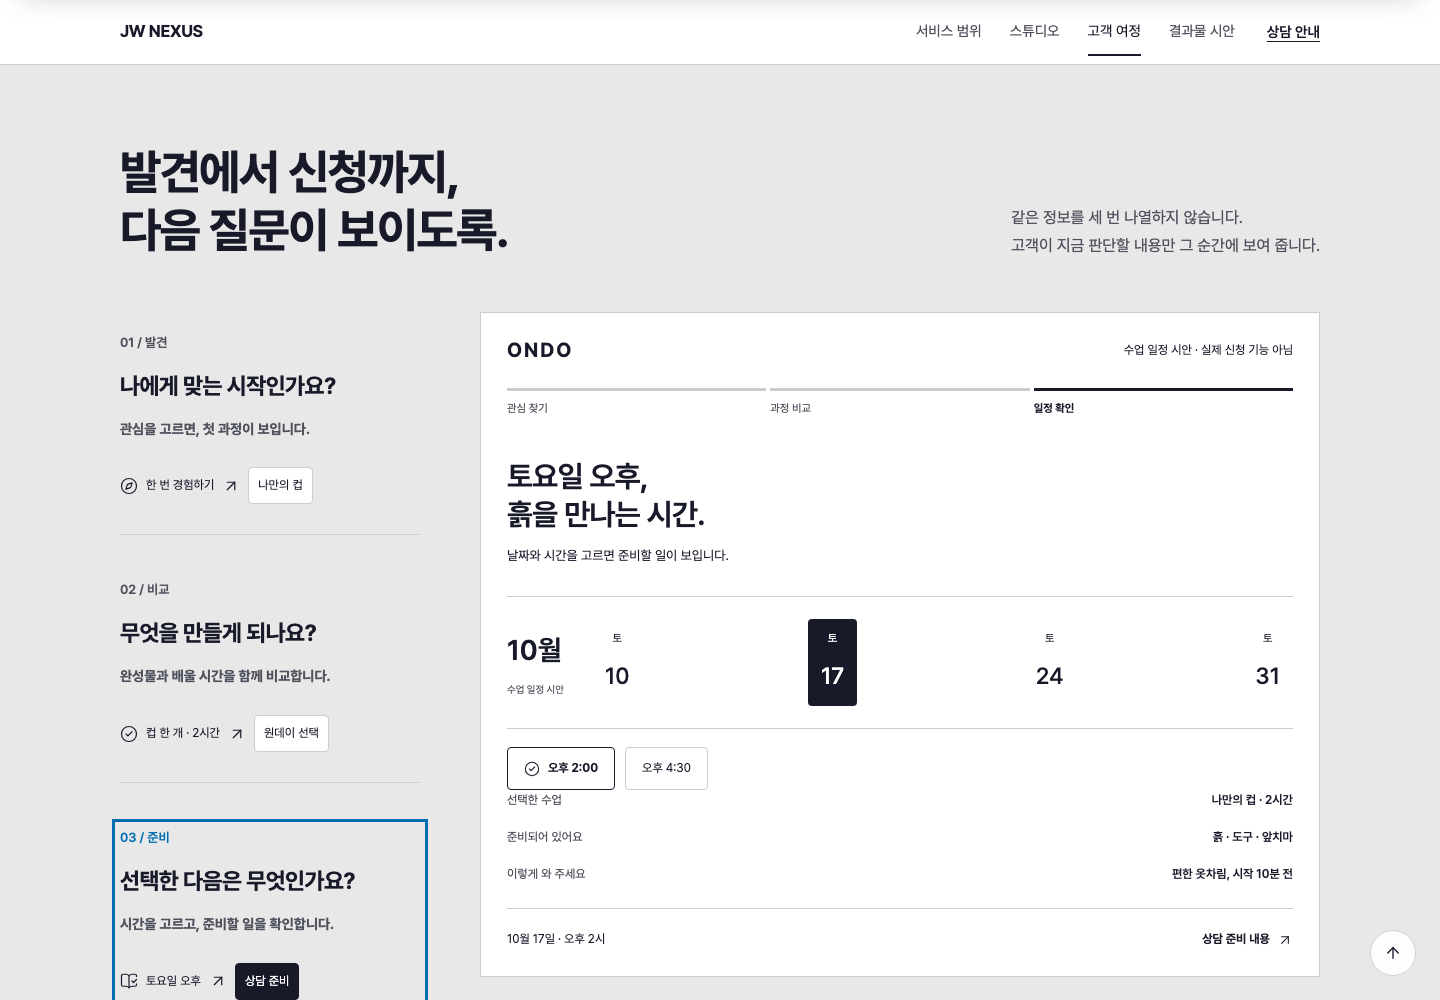 JW NEXUS
서비스 범위
스튜디오
고객 여정
결과물 시안
상담 안내
발견에서 신청까지,
다음 질문이 보이도록.
같은 정보를 세 번 나열하지 않습니다.
고객이 지금 판단할 내용만 그 순간에 보여 줍니다.
01 / 발견
나에게 맞는 시작인가요?
관심을 고르면, 첫 과정이 보입니다.
한 번 경험하기
나만의 컵
02 / 비교
무엇을 만들게 되나요?
완성물과 배울 시간을 함께 비교합니다.
컵 한 개 · 2시간
원데이 선택
03 / 준비
선택한 다음은 무엇인가요?
시간을 고르고, 준비할 일을 확인합니다.
토요일 오후
상담 준비
ONDO
수업 일정 시안 · 실제 신청 기능 아님
관심 찾기
과정 비교
일정 확인
토요일 오후,
흙을 만나는 시간.
날짜와 시간을 고르면 준비할 일이 보입니다.
10월
수업 일정 시안
토
10
토
17
토
24
토
31
오후 2:00
오후 4:30
선택한 수업
나만의 컵 · 2시간
준비되어 있어요
흙 · 도구 · 앞치마
이렇게 와 주세요
편한 옷차림, 시작 10분 전
10월 17일 · 오후 2시
상담 준비 내용